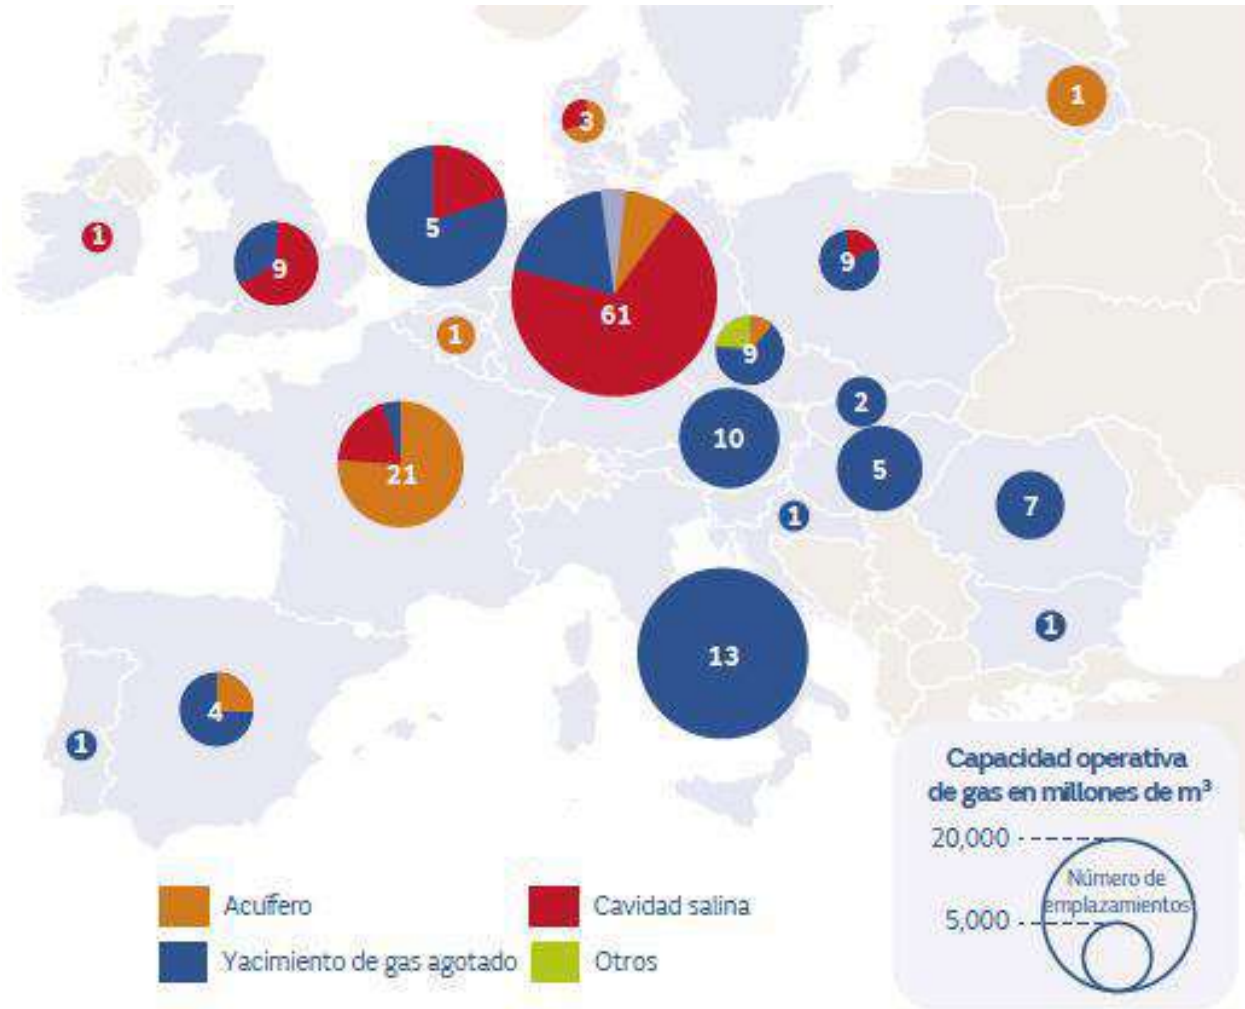 1
3
5
1
9
61
9
1
9
2
21
10
5
7
1
1
13
4
1
Capacidad operativa
de gas en millones de m³
20,000
Número de
emplazamientos
5,000
Acuífero
Cavidad salina
Yacimiento de gas agotado
Otros